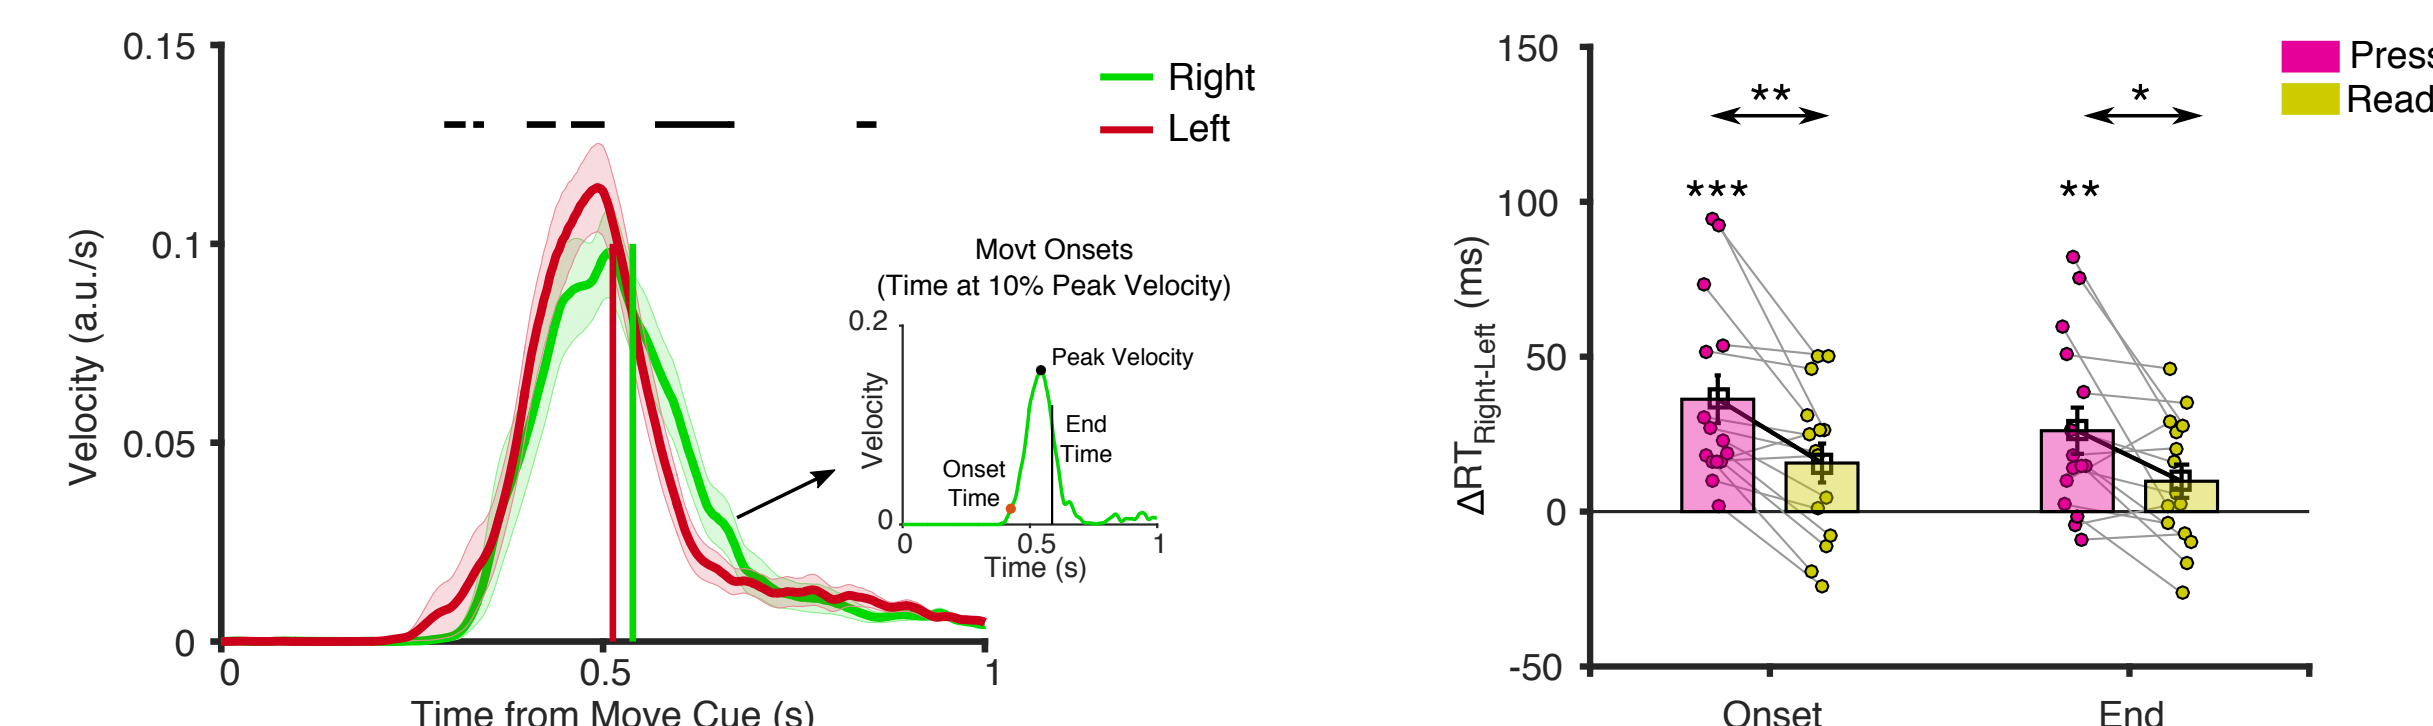 0.15
0.1
0.05
0
0
0.5
1
Velocity (a.u./s)
Time from Move Cue (s)
Right
Left
Movt Onsets
(Time at 10% Peak Velocity)
0.2
0
Velocity
Peak Velocity
End
Time
Onset
Time
0
0.5
1
Time (s)
150
100
50
0
-50
ΔRTRight-Left (ms)
**
*
***
**
Press
Read
Onset
End